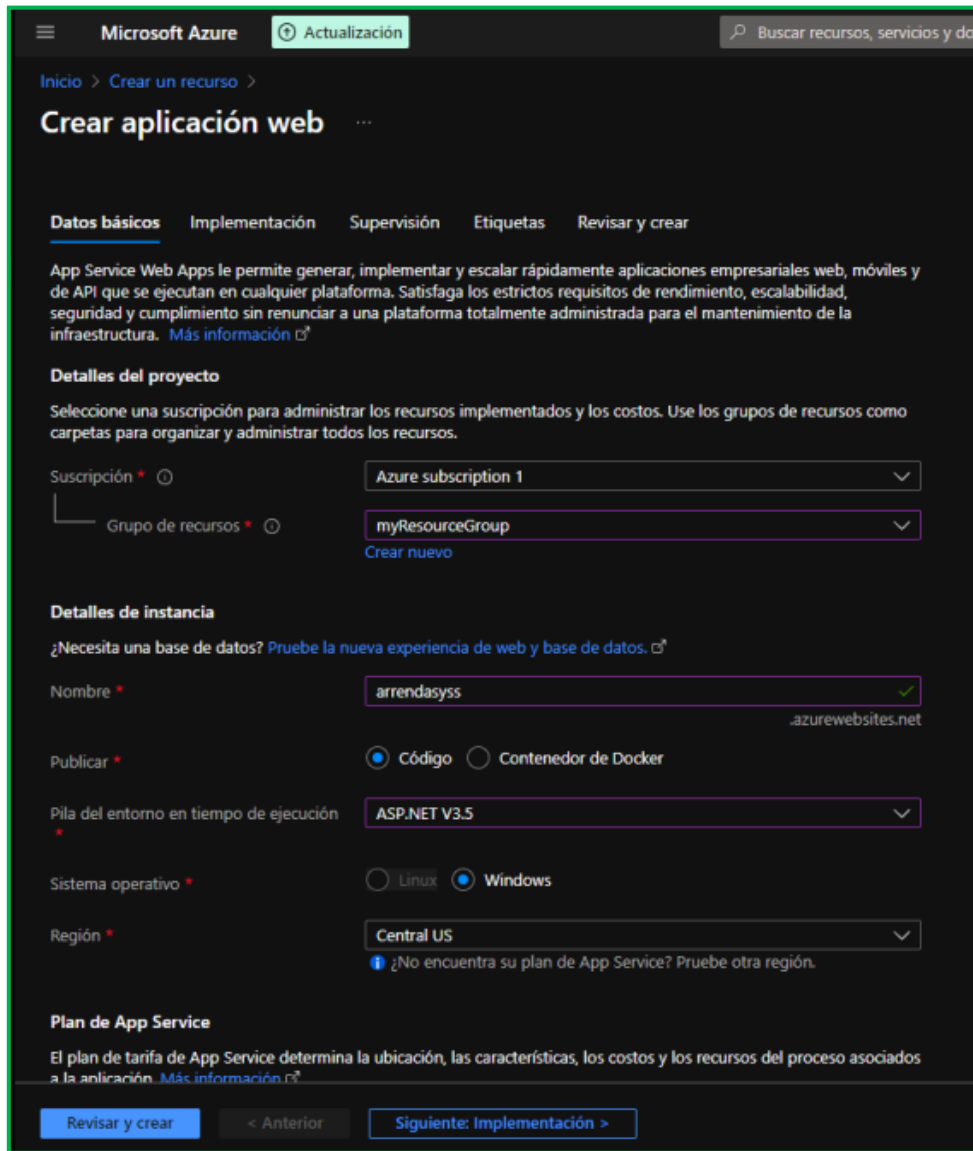 Microsoft Azure
Actualización
Buscar recursos, servicios y do
Inicio > Crear un recurso >
Crear aplicación web ...
Datos básicos Implementación Supervisión Etiquetas Revisar y crear
App Service Web Apps le permite generar, implementar y escalar rápidamente aplicaciones empresariales web, móviles y
de API que se ejecutan en cualquier plataforma. Satisfaga los estrictos requisitos de rendimiento, escalabilidad,
seguridad y cumplimiento sin renunciar a una plataforma totalmente administrada para el mantenimiento de la
infraestructura. Más información
Detalles del proyecto
Seleccione una suscripción para administrar los recursos implementados y los costos. Use los grupos de recursos como
carpetas para organizar y administrar todos los recursos.
Suscripción * Azure subscription 1
Grupo de recursos * myResourceGroup
Crear nuevo
Detalles de instancia
¿Necesita una base de datos? Pruebe la nueva experiencia de web y base de datos.
Nombre * arrendasyss
.azurewebsites.net
Publicar * Código Contenedor de Docker
Pila del entorno en tiempo de ejecución ASP.NET V3.5
*
Sistema operativo * Linux Windows
Región * Central US
¿No encuentra su plan de App Service? Pruebe otra región.
Plan de App Service
El plan de tarifa de App Service determina la ubicación, las características, los costos y los recursos del proceso asociados
a la aplicación. Más información
Revisar y crear < Anterior Siguiente: Implementación >